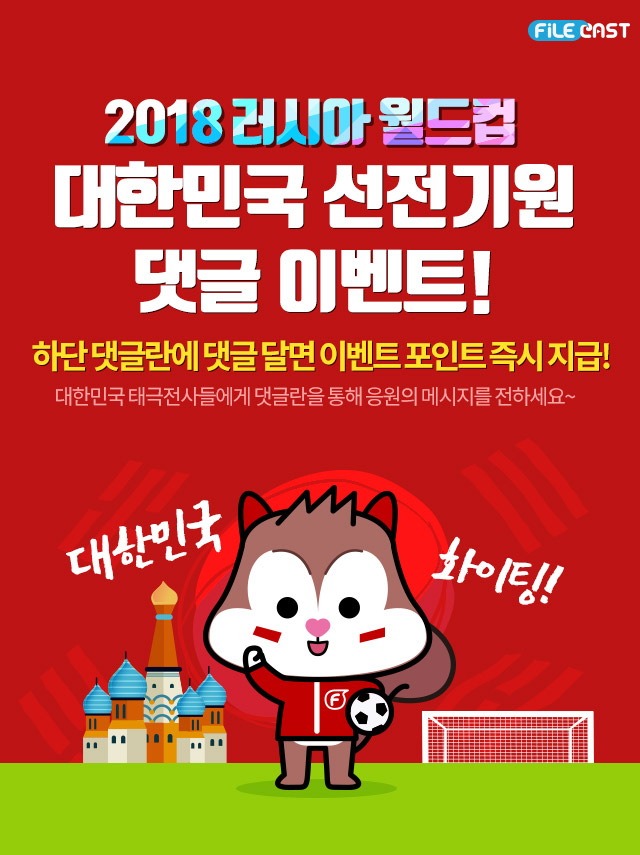 FiLE CAST
2018 러시아 월드컵
대한민국 선전기원
댓글 이벤트!
하단 댓글란에 댓글 달면 이벤트 포인트 즉시 지급!
대한민국 태극전사들에게 댓글란을 통해 응원의 메시지를 전하세요~
대한민국
화이팅!!
F